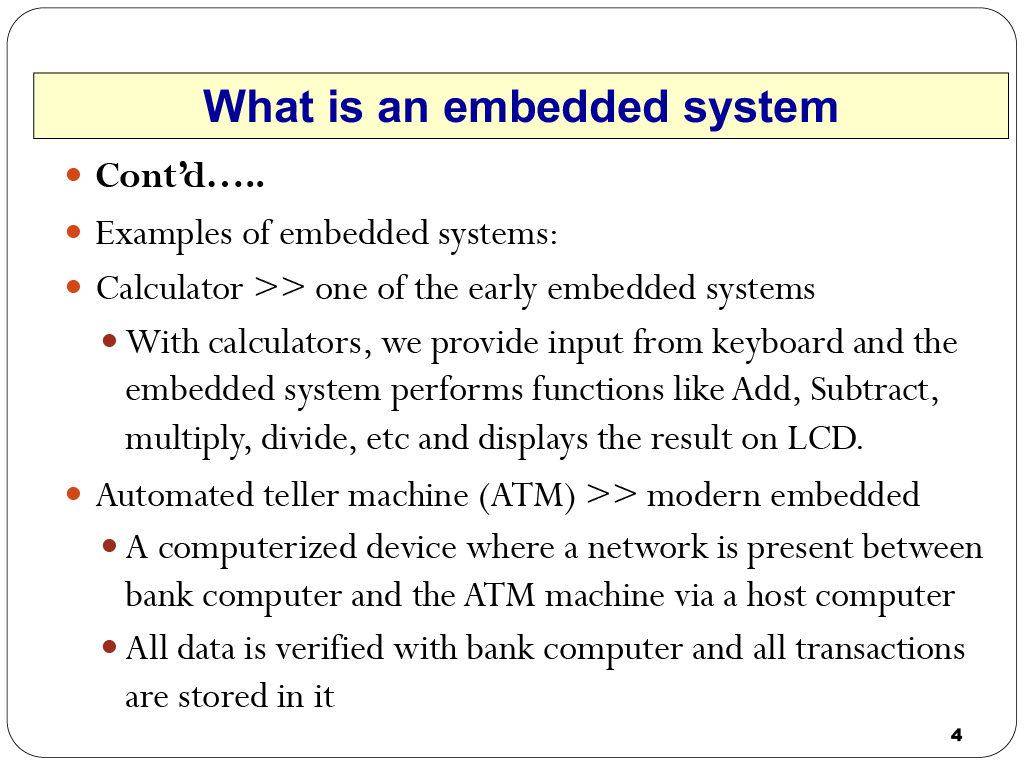 What is an embedded system
• Cont’d…..
• Examples of embedded systems:
• Calculator >> one of the early embedded systems
• With calculators, we provide input from keyboard and the
embedded system performs functions like Add, Subtract,
multiply, divide, etc and displays the result on LCD.
• Automated teller machine (ATM) >> modern embedded
• A computerized device where a network is present between
bank computer and the ATM machine via a host computer
• All data is verified with bank computer and all transactions
are stored in it
4